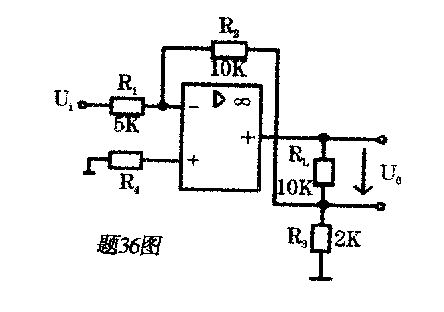 R₂
10K
R₁
U₁
5K
− ▷ ∞
+
+
R₄
R_L
10K
U₀
R₃ 2K
题36图